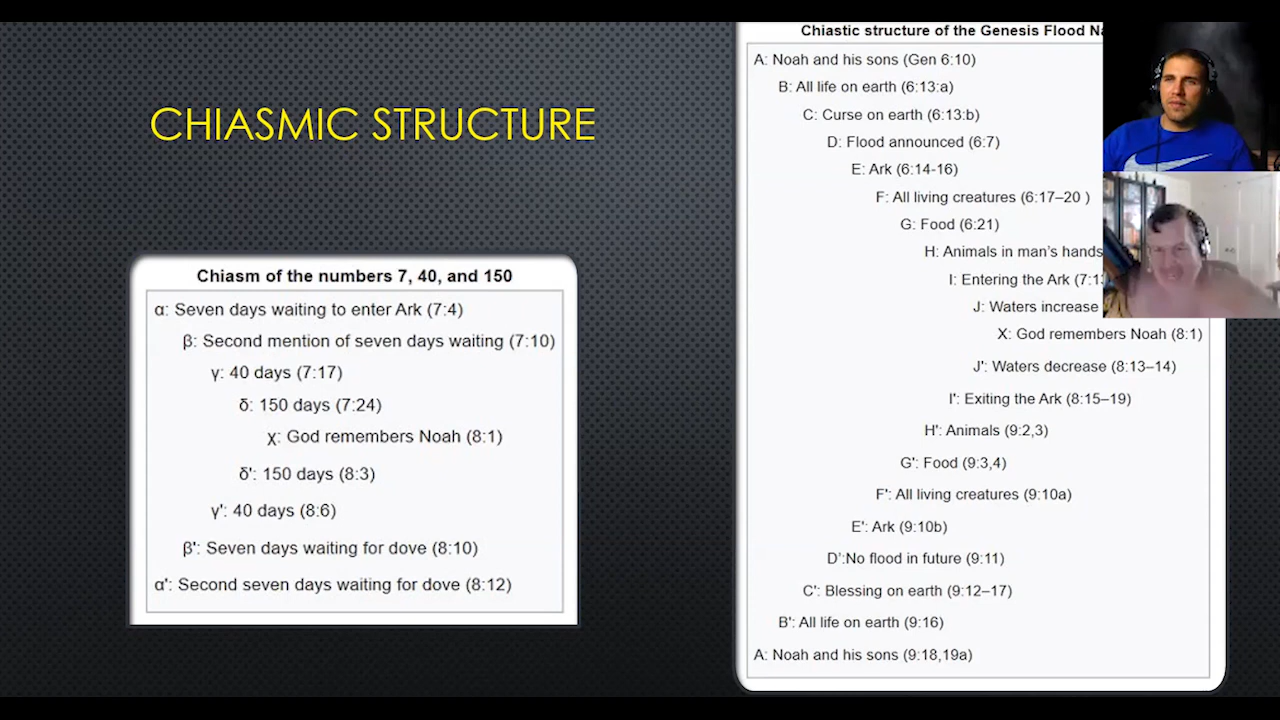 CHIASMIC STRUCTURE
Chiasm of the numbers 7, 40, and 150
α: Seven days waiting to enter Ark (7:4)
β: Second mention of seven days waiting (7:10)
γ: 40 days (7:17)
δ: 150 days (7:24)
χ: God remembers Noah (8:1)
δ': 150 days (8:3)
γ': 40 days (8:6)
β': Seven days waiting for dove (8:10)
α': Second seven days waiting for dove (8:12)
Chiastic structure of the Genesis Flood Na
A: Noah and his sons (Gen 6:10)
B: All life on earth (6:13:a)
C: Curse on earth (6:13:b)
D: Flood announced (6:7)
E: Ark (6:14-16)
F: All living creatures (6:17–20 )
G: Food (6:21)
H: Animals in man's hands
I: Entering the Ark (7:1
J: Waters increase
X: God remembers Noah (8:1)
J': Waters decrease (8:13–14)
I': Exiting the Ark (8:15–19)
H': Animals (9:2,3)
G': Food (9:3,4)
F': All living creatures (9:10a)
E': Ark (9:10b)
D':No flood in future (9:11)
C': Blessing on earth (9:12–17)
B': All life on earth (9:16)
A: Noah and his sons (9:18,19a)